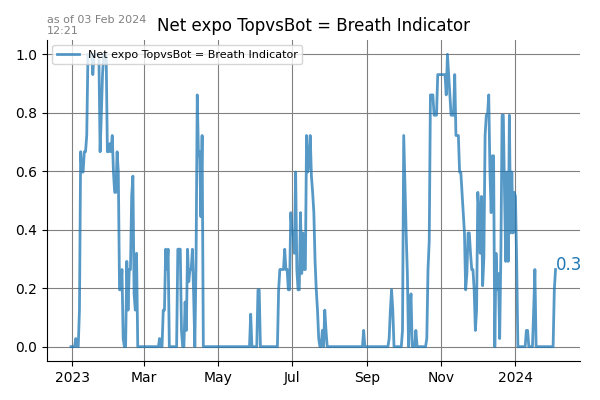 as of 03 Feb 2024
12:21
Net expo TopvsBot = Breath Indicator
Net expo TopvsBot = Breath Indicator
1.0
0.8
0.6
0.4
0.2
0.0
0.3
2023 Mar May Jul Sep Nov 2024